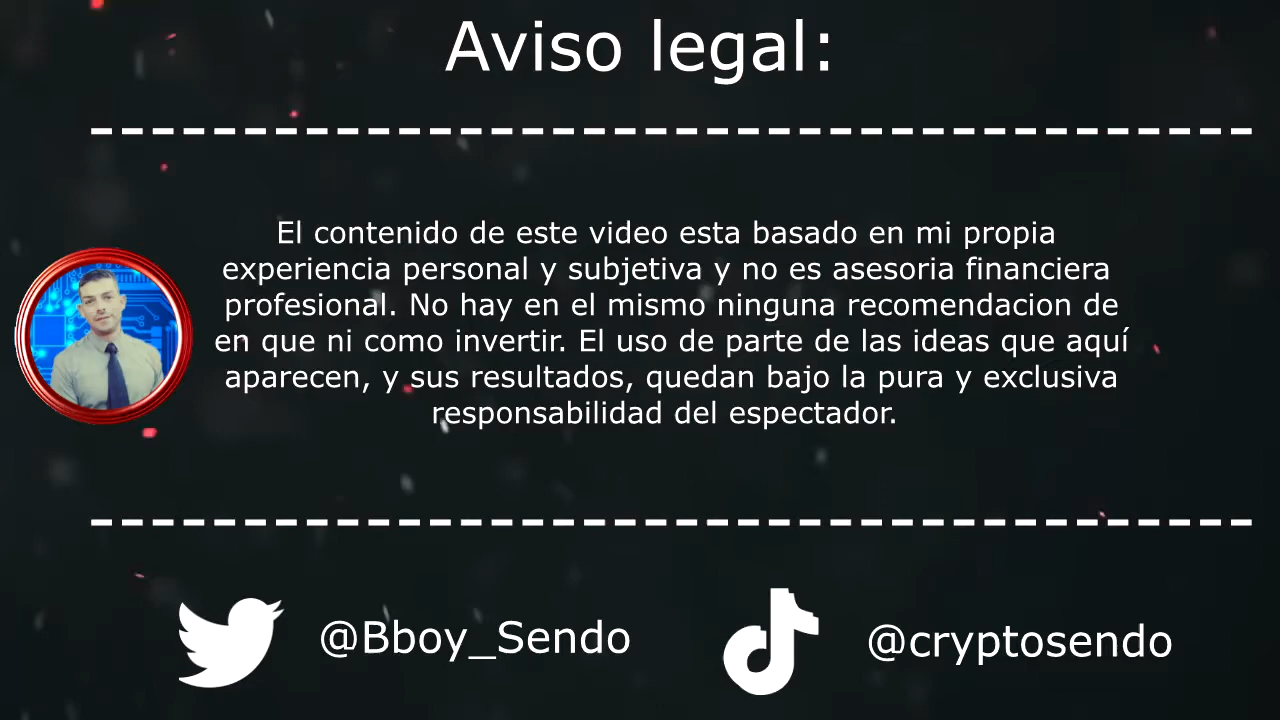 Aviso legal:
El contenido de este video esta basado en mi propia
experiencia personal y subjetiva y no es asesoria financiera
profesional. No hay en el mismo ninguna recomendacion de
en que ni como invertir. El uso de parte de las ideas que aquí
aparecen, y sus resultados, quedan bajo la pura y exclusiva
responsabilidad del espectador.
@Bboy_Sendo
@cryptosendo